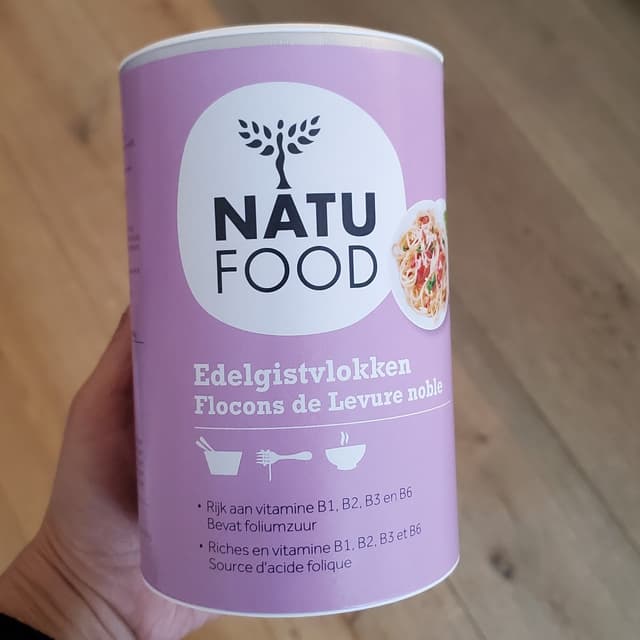 NATU
FOOD
Edelgistvlokken
Flocons de Levure noble
• Rijk aan vitamine B1, B2, B3 en B6
Bevat foliumzuur
• Riches en vitamine B1, B2, B3 et B6
Source d'acide folique